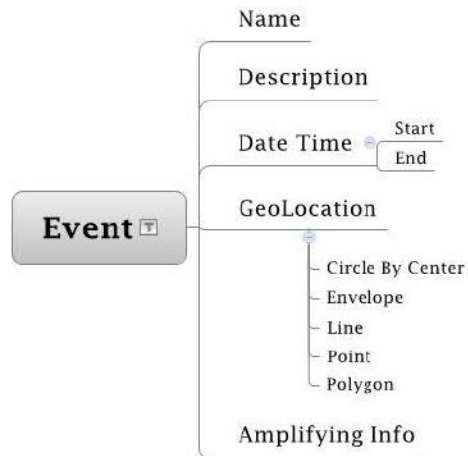 Name
Description
Date Time
Start
End
Event
GeoLocation
Circle By Center
Envelope
Line
Point
Polygon
Amplifying Info